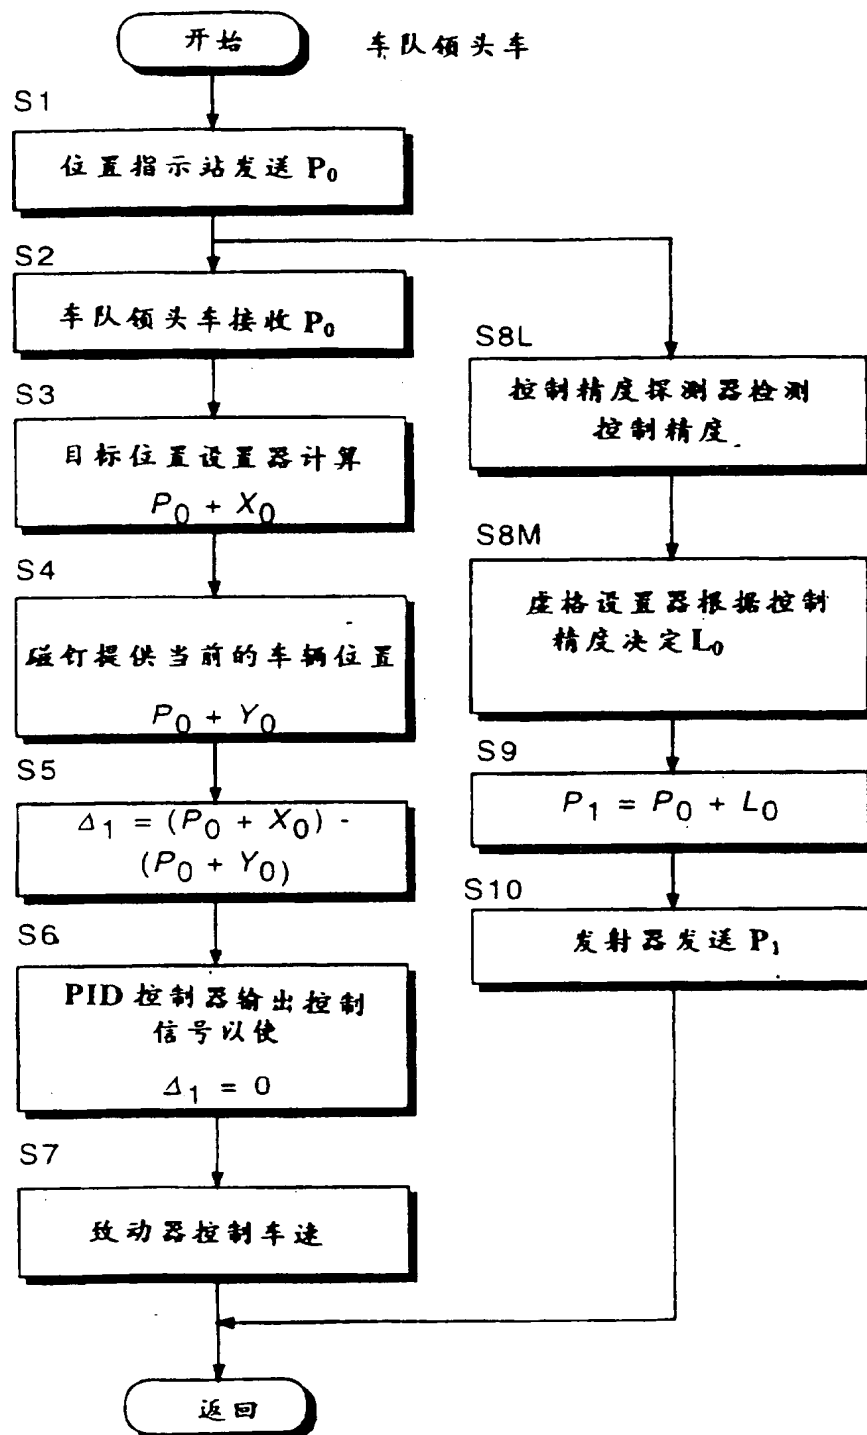 开始
车队领头车
S1
位置指示站发送 P₀
S2
车队领头车接收 P₀
S3
目标位置设置器计算
P₀ + X₀
S4
磁钉提供当前的车辆位置
P₀ + Y₀
S5
Δ₁ = (P₀ + X₀) -
(P₀ + Y₀)
S6
PID 控制器输出控制
信号以使
Δ₁ = 0
S7
致动器控制车速
返回
S8L
控制精度探测器检测
控制精度
S8M
虚格设置器根据控制
精度决定 L₀
S9
P₁ = P₀ + L₀
S10
发射器发送 P₁